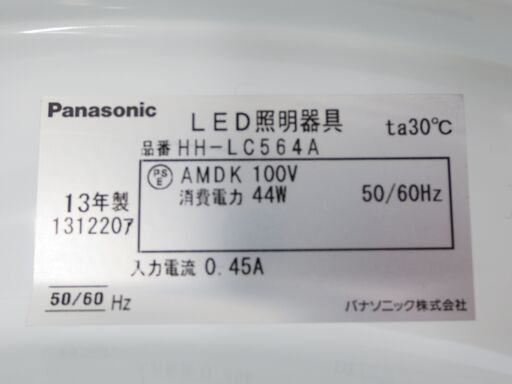 Panasonic
LED照明器具
ta30℃
品番 HH-LC564A
PS E AMDK 100V
消費電力 44W 50/60Hz
13年製
1312207
入力電流 0.45A
50/60 Hz
パナソニック株式会社